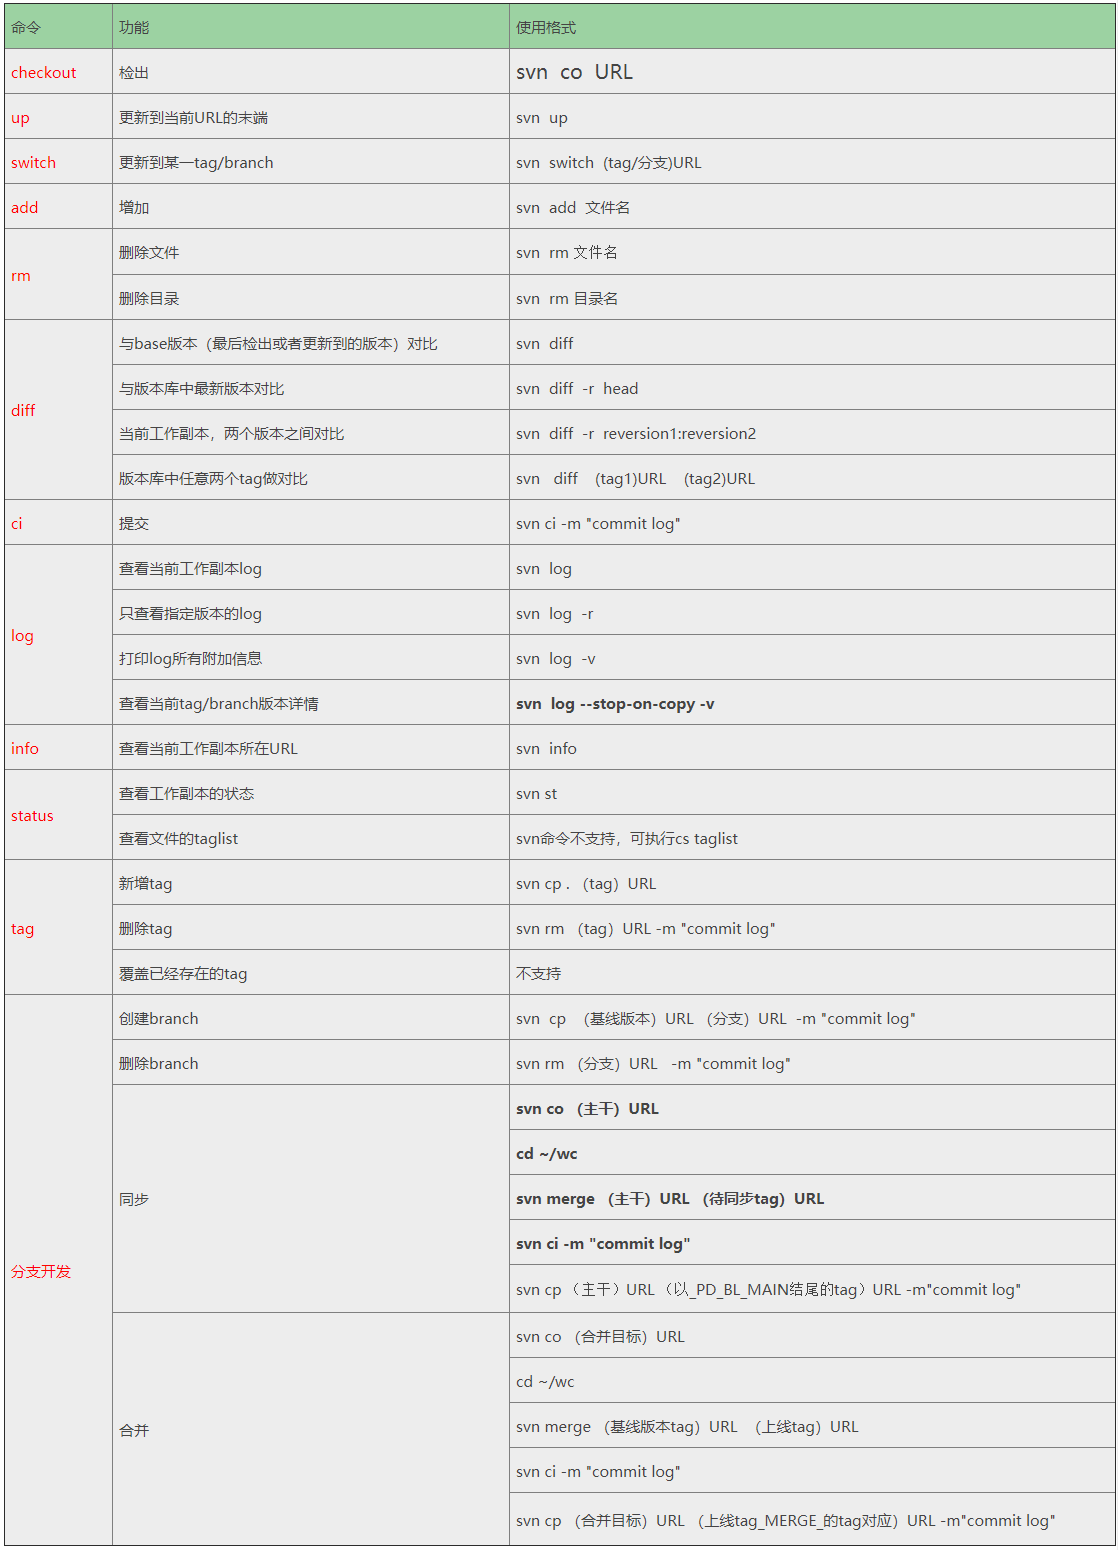 命令 功能 使用格式
checkout 检出 svn co URL
up 更新到当前URL的末端 svn up
switch 更新到某一tag/branch svn switch (tag/分支)URL
add 增加 svn add 文件名
rm 删除文件 svn rm 文件名
删除目录 svn rm 目录名
diff 与base版本（最后检出或者更新到的版本）对比 svn diff
与版本库中最新版本对比 svn diff -r head
当前工作副本，两个版本之间对比 svn diff -r reversion1:reversion2
版本库中任意两个tag做对比 svn diff (tag1)URL (tag2)URL
ci 提交 svn ci -m "commit log"
log 查看当前工作副本log svn log
只查看指定版本的log svn log -r
打印log所有附加信息 svn log -v
查看当前tag/branch版本详情 svn log --stop-on-copy -v
info 查看当前工作副本所在URL svn info
status 查看工作副本的状态 svn st
查看文件的taglist svn命令不支持，可执行cs taglist
tag 新增tag svn cp . （tag）URL
删除tag svn rm （tag）URL -m "commit log"
覆盖已经存在的tag 不支持
分支开发 创建branch svn cp （基线版本）URL （分支）URL -m "commit log"
删除branch svn rm （分支）URL -m "commit log"
同步 svn co （主干）URL
cd ~/wc
svn merge （主干）URL （待同步tag）URL
svn ci -m "commit log"
svn cp （主干）URL （以_PD_BL_MAIN结尾的tag）URL -m"commit log"
合并 svn co （合并目标）URL
cd ~/wc
svn merge （基线版本tag）URL （上线tag）URL
svn ci -m "commit log"
svn cp （合并目标）URL （上线tag_MERGE_的tag对应）URL -m"commit log"